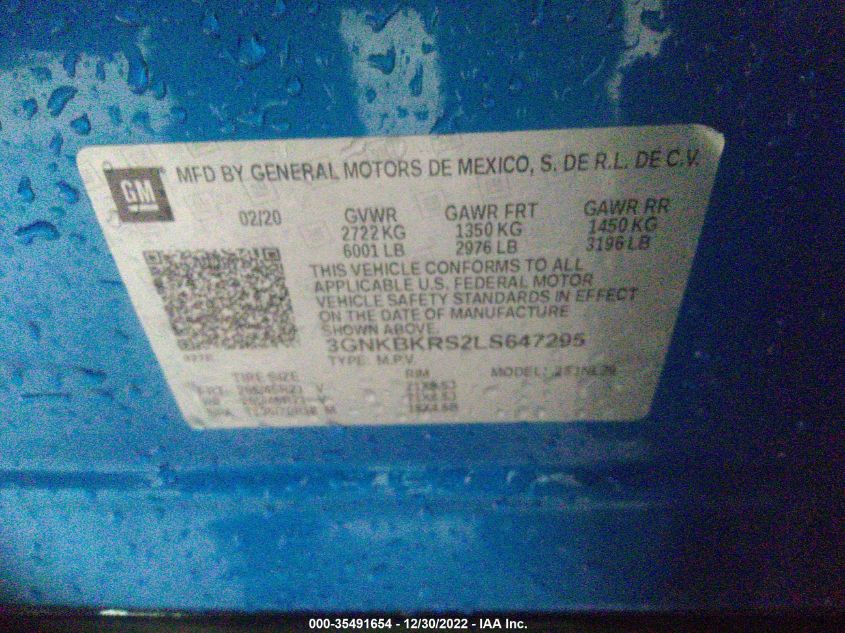 GM
MFD BY GENERAL MOTORS DE MEXICO, S. DE R.L. DE C.V.
02/20 GVWR GAWR FRT GAWR RR
2722 KG 1350 KG 1450 KG
6001 LB 2976 LB 3196 LB
THIS VEHICLE CONFORMS TO ALL
APPLICABLE U.S. FEDERAL MOTOR
VEHICLE SAFETY STANDARDS IN EFFECT
ON THE DATE OF MANUFACTURE
SHOWN ABOVE.
3GNKBKRS2LS647295
TYPE: M.P.V.
TIRE SIZE RIM MODEL:
000-35491654 - 12/30/2022 - IAA Inc.